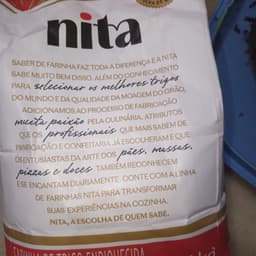 nita
SABER DE FARINHA FAZ TODA A DIFERENÇA E A NITA
SABE MUITO BEM DISSO. ALÉM DO CONHECIMENTO
PARA selecionar os melhores trigos
DO MUNDO E DA QUALIDADE DA MOAGEM DO GRÃO,
ADICIONAMOS AO PROCESSO DE FABRICAÇÃO
muita paixão PELA CULINÁRIA. ATRIBUTOS
QUE OS profissionais QUE MAIS SABEM DE
PANIFICAÇÃO E CONFEITARIA JÁ ESCOLHERAM E QUE
OS ENTUSIASTAS DA ARTE DOS pães, massas,
pizzas e doces TAMBÉM RECONHECEM
E SE ENCANTAM DIARIAMENTE. CONTE COM A LINHA
DE FARINHAS NITA PARA TRANSFORMAR
SUAS EXPERIÊNCIAS NA COZINHA.
NITA, A ESCOLHA DE QUEM SABE.
FARINHA DE TRIGO ENRIQUECIDA